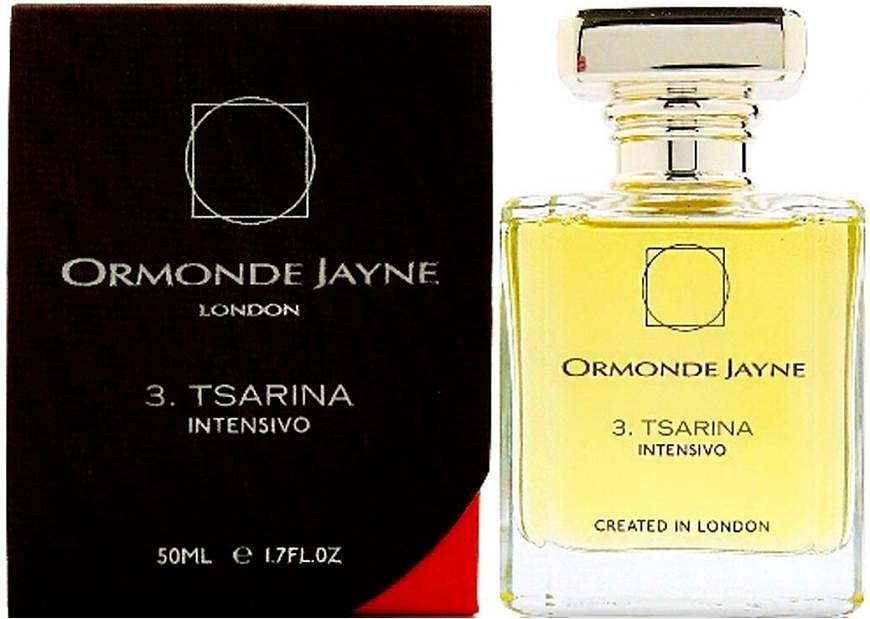 ORMONDE JAYNE
LONDON
3. TSARINA
INTENSIVO
50ML ℮ 1.7FL.OZ
ORMONDE JAYNE
3. TSARINA
INTENSIVO
CREATED IN LONDON